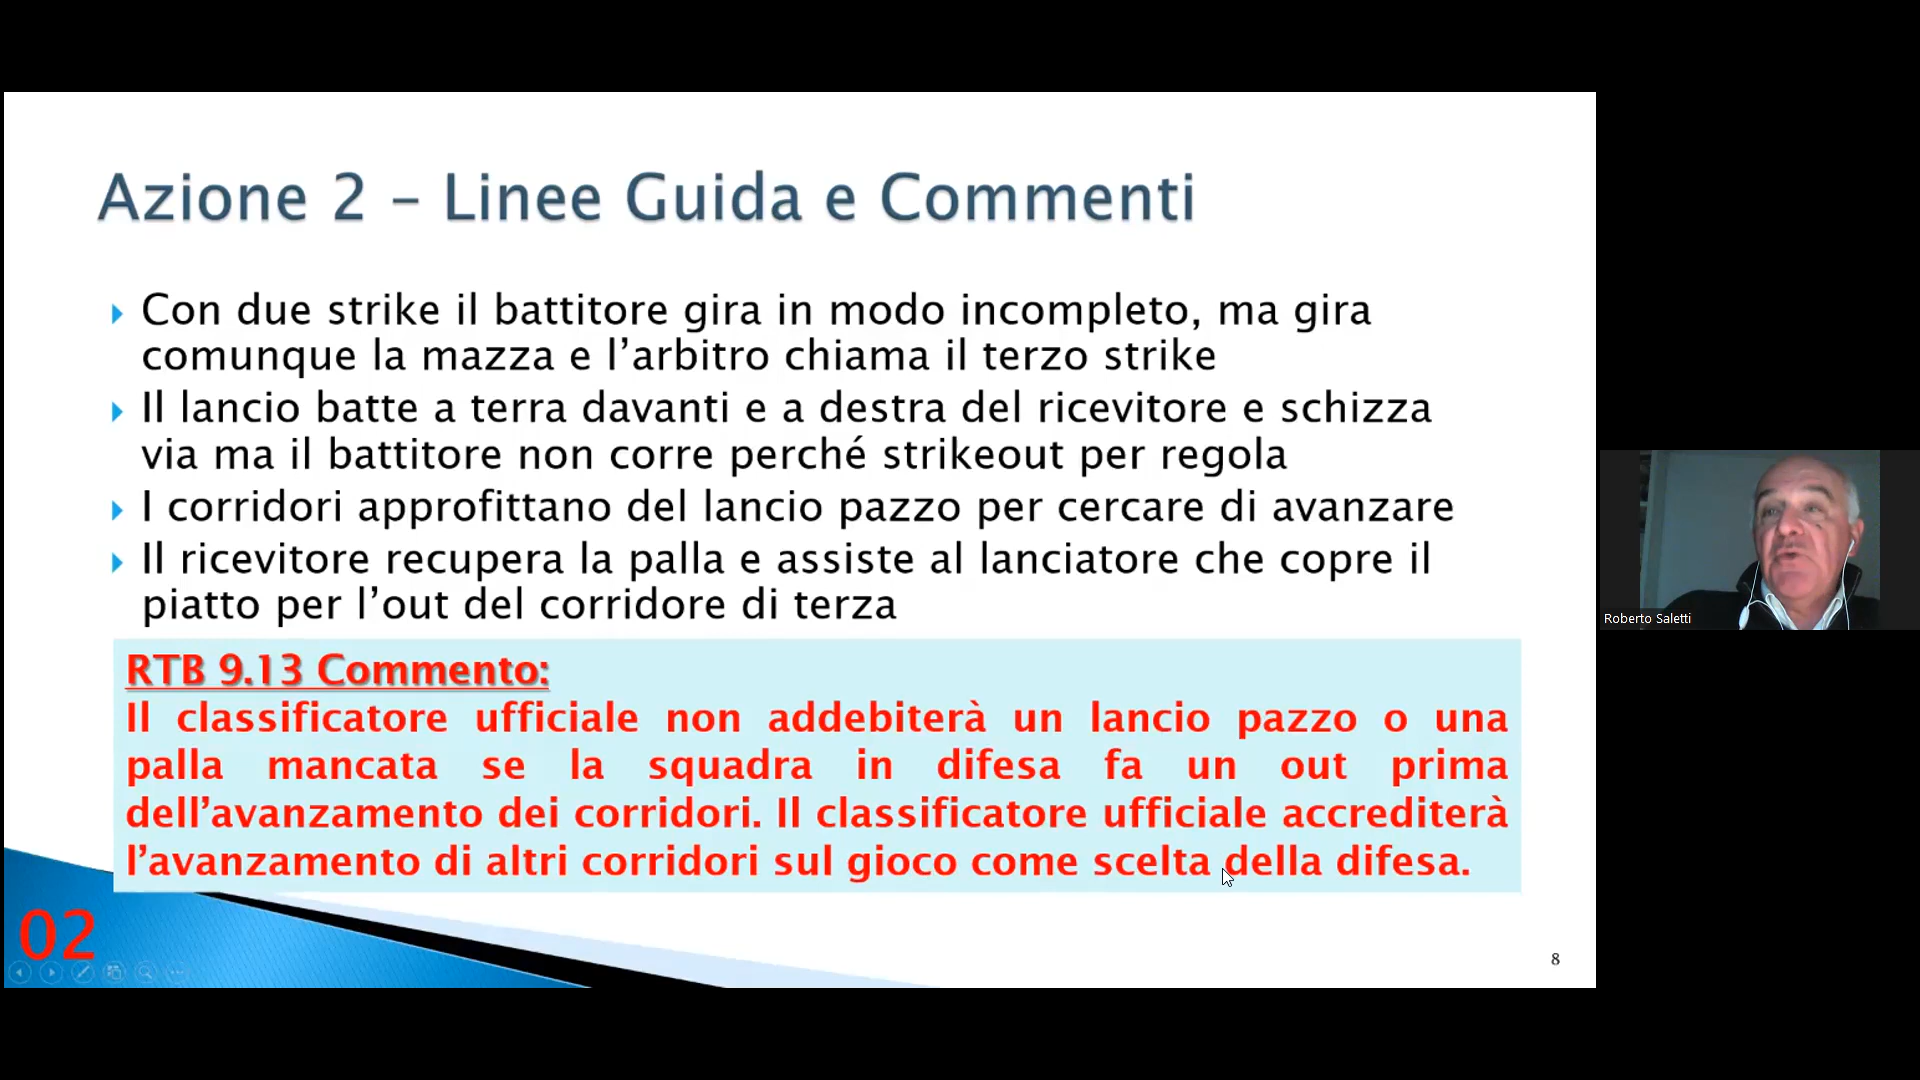 Azione 2 – Linee Guida e Commenti
Con due strike il battitore gira in modo incompleto, ma gira
comunque la mazza e l’arbitro chiama il terzo strike
Il lancio batte a terra davanti e a destra del ricevitore e schizza
via ma il battitore non corre perché strikeout per regola
I corridori approfittano del lancio pazzo per cercare di avanzare
Il ricevitore recupera la palla e assiste al lanciatore che copre il
piatto per l’out del corridore di terza
RTB 9.13 Commento:
Il classificatore ufficiale non addebiterà un lancio pazzo o una
palla mancata se la squadra in difesa fa un out prima
dell’avanzamento dei corridori. Il classificatore ufficiale accrediterà
l’avanzamento di altri corridori sul gioco come scelta della difesa.
02
8
Roberto Saletti